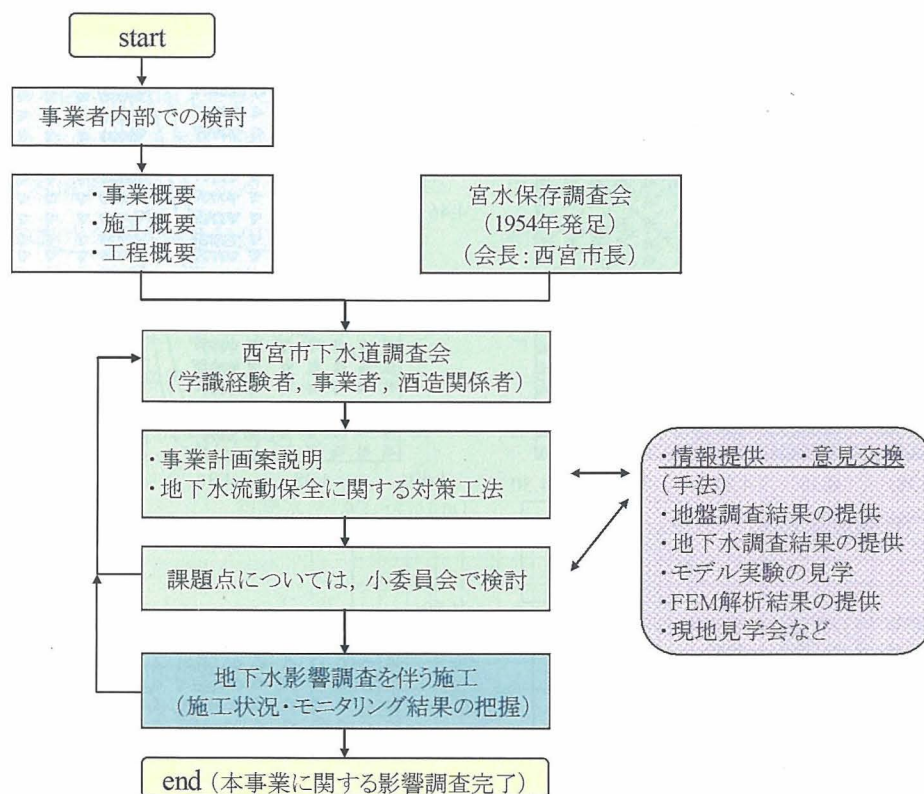 start
事業者内部での検討
・事業概要
・施工概要
・工程概要
宮水保存調査会
(1954年発足)
(会長:西宮市長)
西宮市下水道調査会
(学識経験者, 事業者, 酒造関係者)
・事業計画案説明
・地下水流動保全に関する対策工法
課題点については, 小委員会で検討
・情報提供 ・意見交換
(手法)
・地盤調査結果の提供
・地下水調査結果の提供
・モデル実験の見学
・FEM解析結果の提供
・現地見学会など
地下水影響調査を伴う施工
(施工状況・モニタリング結果の把握)
end (本事業に関する影響調査完了)